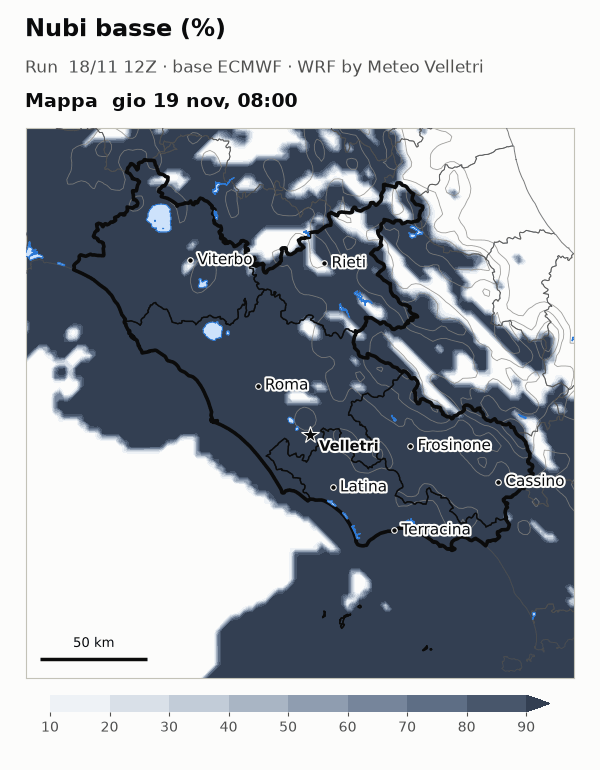 Nubi basse (%)
Run  18/11 12Z · base ECMWF · WRF by Meteo Velletri
Mappa  gio 19 nov, 08:00
Viterbo
Rieti
Roma
Velletri
Frosinone
Cassino
Latina
Terracina
50 km
10 20 30 40 50 60 70 80 90